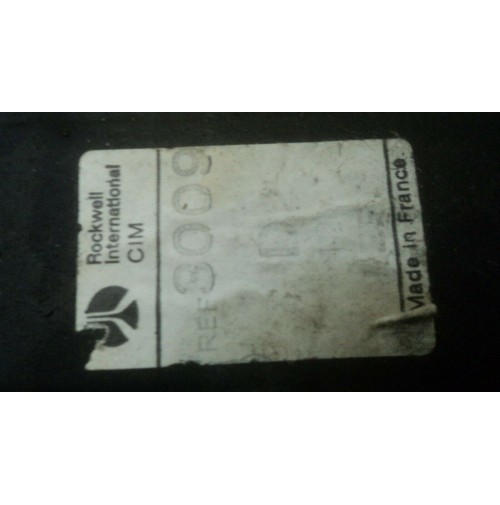 Rockwell
International
CIM
REF 3009
Made in France